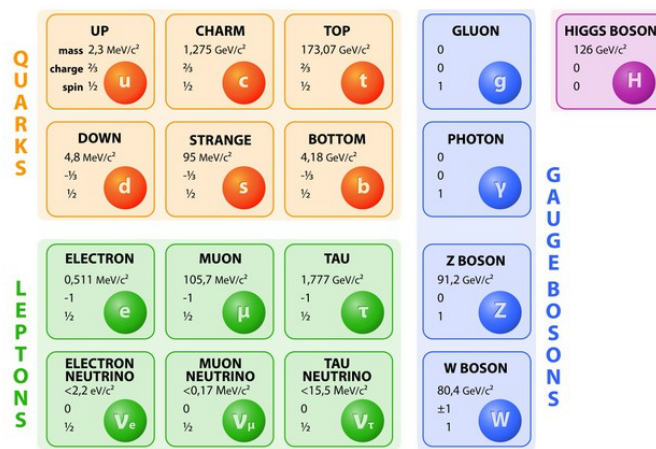 QUARKS
UP
mass 2,3 MeV/c²
charge ⅔
spin ½
u
CHARM
1,275 GeV/c²
⅔
½
c
TOP
173,07 GeV/c²
⅔
½
t
DOWN
4,8 MeV/c²
-⅓
½
d
STRANGE
95 MeV/c²
-⅓
½
s
BOTTOM
4,18 GeV/c²
-⅓
½
b
LEPTONS
ELECTRON
0,511 MeV/c²
-1
½
e
MUON
105,7 MeV/c²
-1
½
μ
TAU
1,777 GeV/c²
-1
½
τ
ELECTRON
NEUTRINO
<2,2 eV/c²
0
½
νe
MUON
NEUTRINO
<0,17 MeV/c²
0
½
νμ
TAU
NEUTRINO
<15,5 MeV/c²
0
½
ντ
GLUON
0
0
1
g
PHOTON
0
0
1
γ
Z BOSON
91,2 GeV/c²
0
1
Z
W BOSON
80,4 GeV/c²
±1
1
W
GAUGE BOSONS
HIGGS BOSON
126 GeV/c²
0
0
H